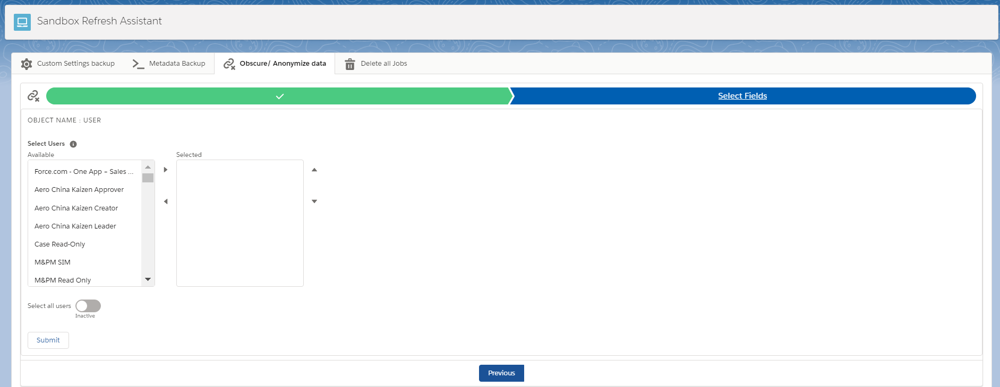 Sandbox Refresh Assistant
Custom Settings backup
Metadata Backup
Obscure/ Anonymize data
Delete all Jobs
Select Fields
OBJECT NAME : USER
Select Users
Available
Selected
Force.com - One App – Sales ...
Aero China Kaizen Approver
Aero China Kaizen Creator
Aero China Kaizen Leader
Case Read-Only
M&PM SIM
M&PM Read Only
Select all users
Inactive
Submit
Previous